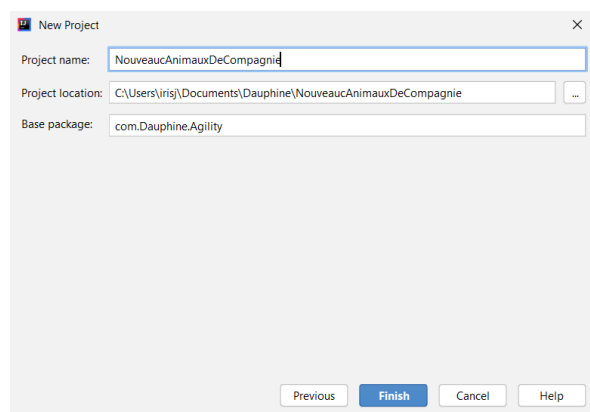 New Project
Project name: NouveaucAnimauxDeCompagnie
Project location: C:\Users\irisj\Documents\Dauphine\NouveaucAnimauxDeCompagnie ...
Base package: com.Dauphine.Agility
Previous Finish Cancel Help